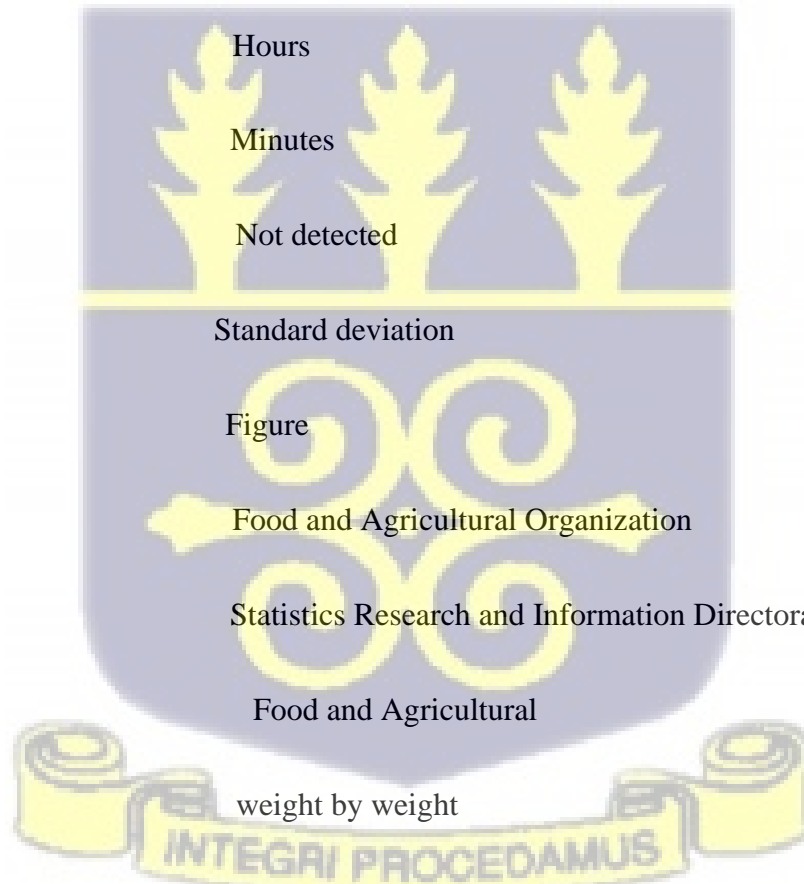 Hours
Minutes
Not detected
Standard deviation
Figure
Food and Agricultural Organization
Statistics Research and Information Directora
Food and Agricultural
weight by weight
INTEGRI PROCEDAMUS